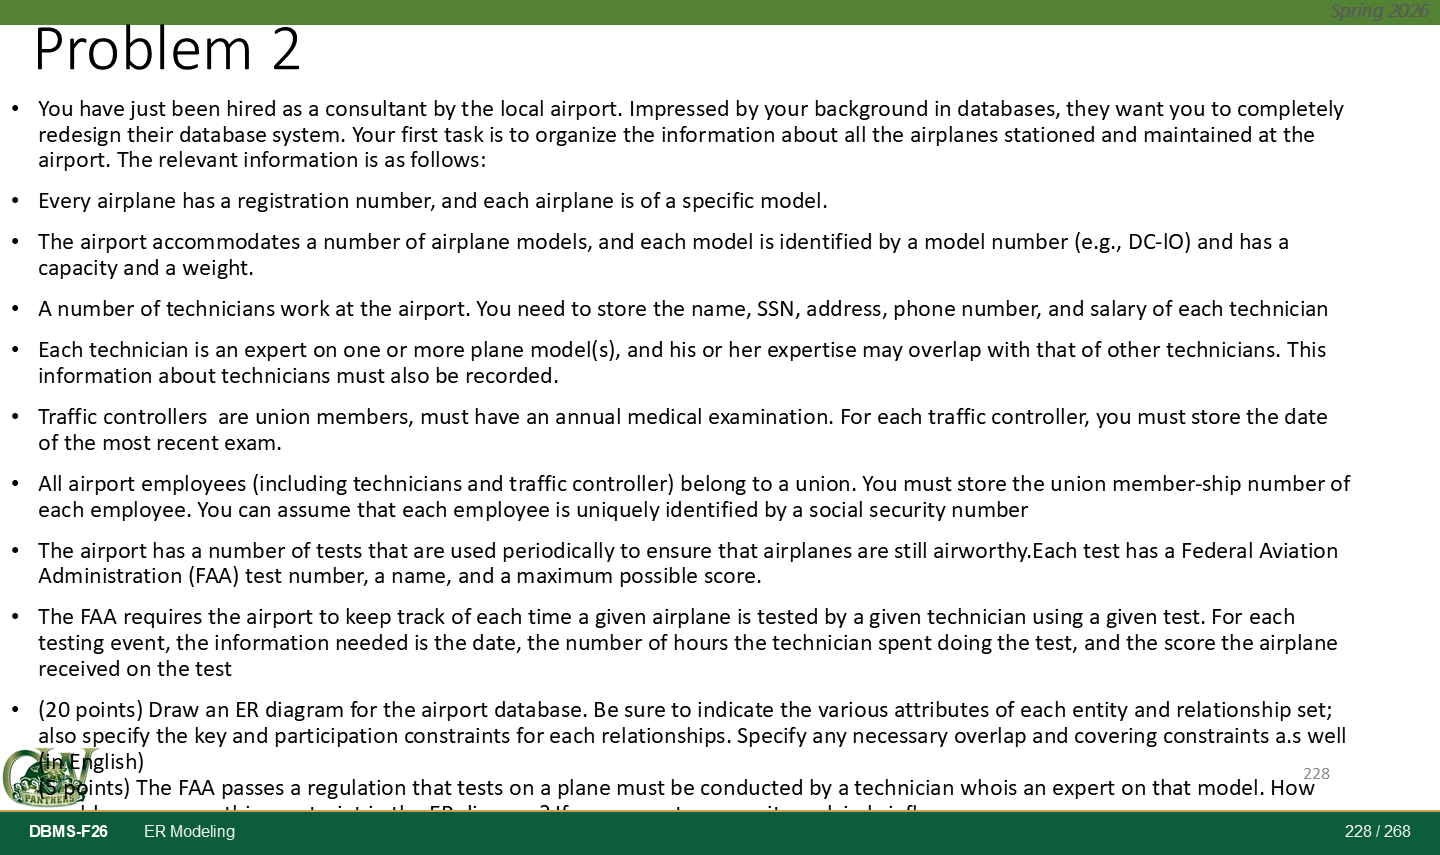 Spring 2026
Problem 2
• You have just been hired as a consultant by the local airport. Impressed by your background in databases, they want you to completely
redesign their database system. Your first task is to organize the information about all the airplanes stationed and maintained at the
airport. The relevant information is as follows:
• Every airplane has a registration number, and each airplane is of a specific model.
• The airport accommodates a number of airplane models, and each model is identified by a model number (e.g., DC-lO) and has a
capacity and a weight.
• A number of technicians work at the airport. You need to store the name, SSN, address, phone number, and salary of each technician
• Each technician is an expert on one or more plane model(s), and his or her expertise may overlap with that of other technicians. This
information about technicians must also be recorded.
• Traffic controllers  are union members, must have an annual medical examination. For each traffic controller, you must store the date
of the most recent exam.
• All airport employees (including technicians and traffic controller) belong to a union. You must store the union member-ship number of
each employee. You can assume that each employee is uniquely identified by a social security number
• The airport has a number of tests that are used periodically to ensure that airplanes are still airworthy.Each test has a Federal Aviation
Administration (FAA) test number, a name, and a maximum possible score.
• The FAA requires the airport to keep track of each time a given airplane is tested by a given technician using a given test. For each
testing event, the information needed is the date, the number of hours the technician spent doing the test, and the score the airplane
received on the test
• (20 points) Draw an ER diagram for the airport database. Be sure to indicate the various attributes of each entity and relationship set;
also specify the key and participation constraints for each relationships. Specify any necessary overlap and covering constraints a.s well
(in English)
(5 points) The FAA passes a regulation that tests on a plane must be conducted by a technician whois an expert on that model. How
228
PANTHERS
DBMS-F26 ER Modeling 228 / 268